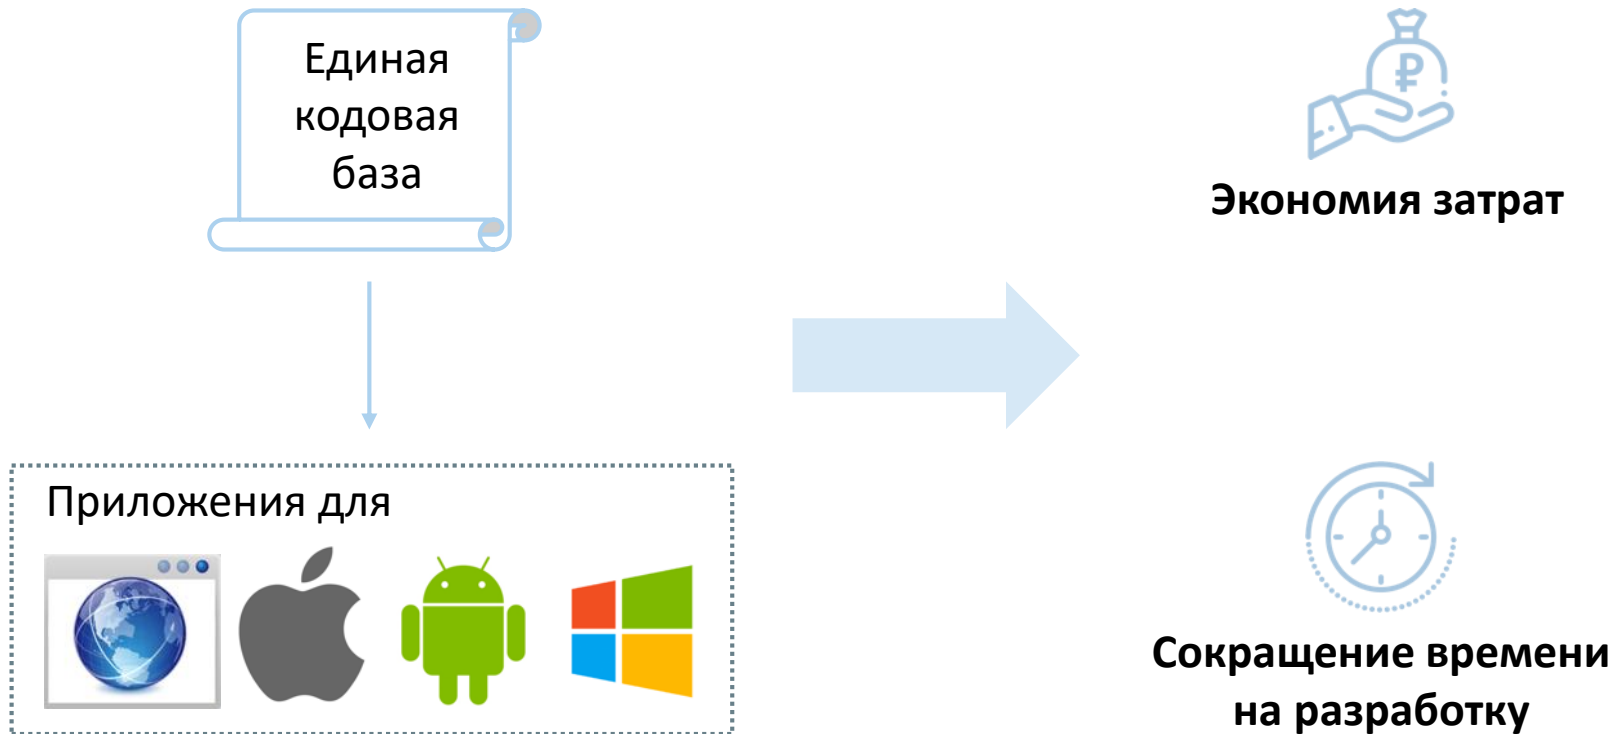 Единая
кодовая
база
Приложения для
₽
Экономия затрат
Сокращение времени
на разработку